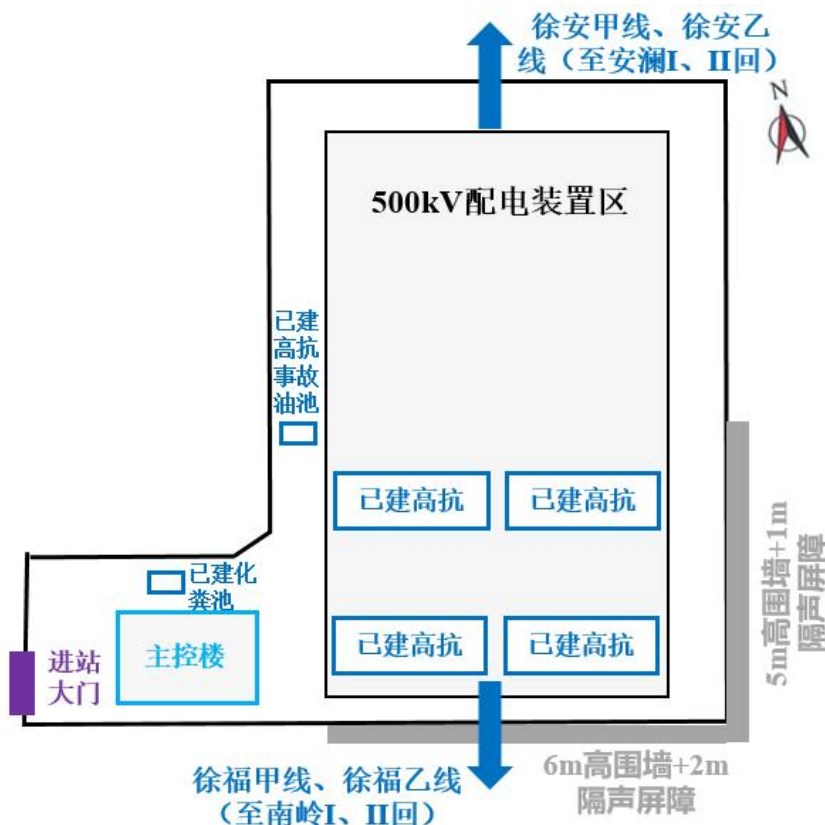 徐安甲线、徐安乙
线（至安澜I、II回）
N
500kV配电装置区
已建
高抗
事故
油池
已建高抗
已建高抗
5m高围墙+1m
隔声屏障
已建化
粪池
主控楼
已建高抗
已建高抗
进站
大门
徐福甲线、徐福乙线
（至南岭I、II回）
6m高围墙+2m
隔声屏障